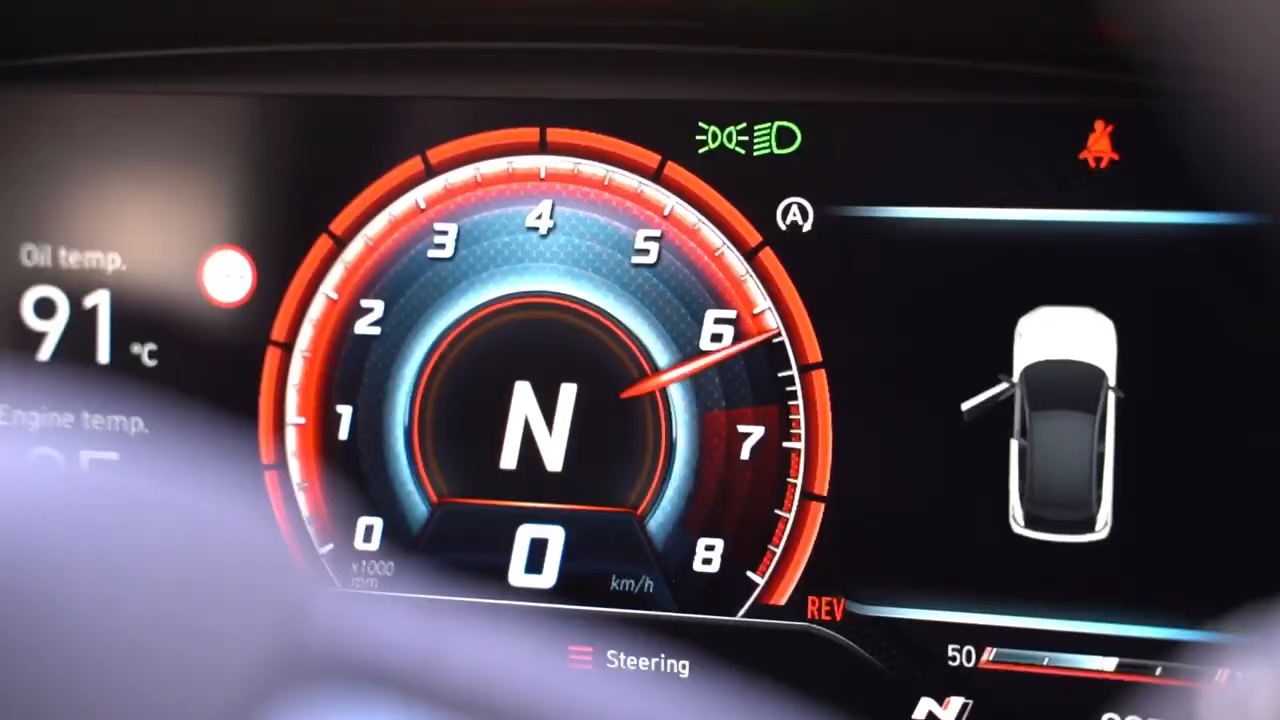 Oil temp.
91 °C
Engine temp.
0
1
2
3
4
5
6
7
8
x1000
rpm
N
0 km/h
A
REV
Steering
50
N